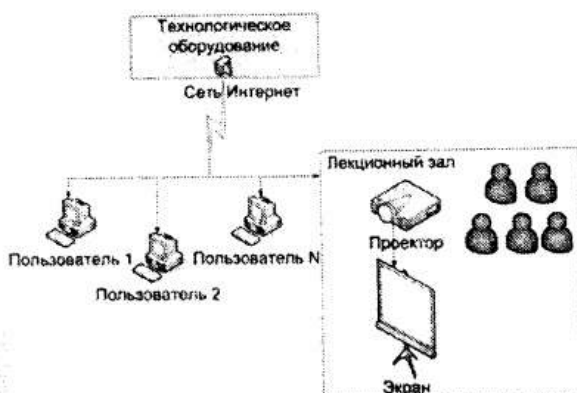 Технологическое
оборудование
Сеть Интернет
Лекционный зал
Проектор
Пользователь 1
Пользователь N
Пользователь 2
Экран